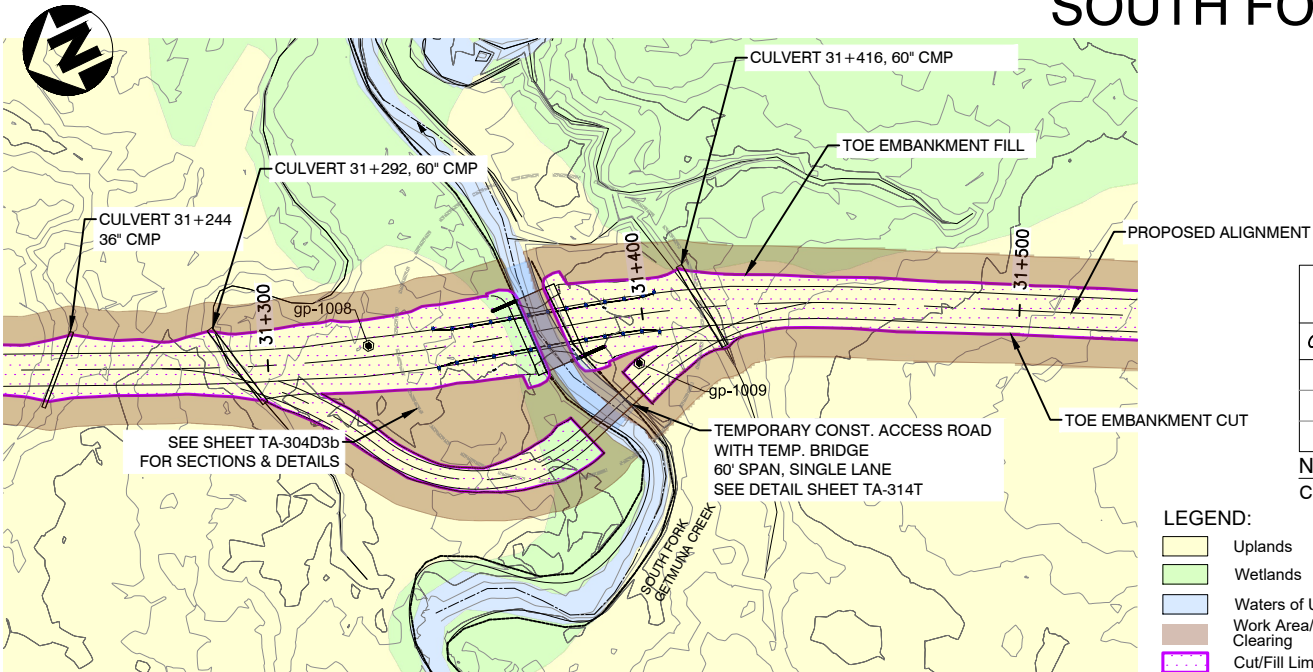 SOUTH FO
N
CULVERT 31+416, 60" CMP
TOE EMBANKMENT FILL
CULVERT 31+292, 60" CMP
CULVERT 31+244
36" CMP
PROPOSED ALIGNMENT
31+300
31+400
31+500
gp-1008
gp-1009
SEE SHEET TA-304D3b
FOR SECTIONS & DETAILS
TEMPORARY CONST. ACCESS ROAD
WITH TEMP. BRIDGE
60' SPAN, SINGLE LANE
SEE DETAIL SHEET TA-314T
TOE EMBANKMENT CUT
SOUTH FORK
GETMUNA CREEK
N
C
LEGEND:
Uplands
Wetlands
Waters of U
Work Area/
Clearing
Cut/Fill Lim